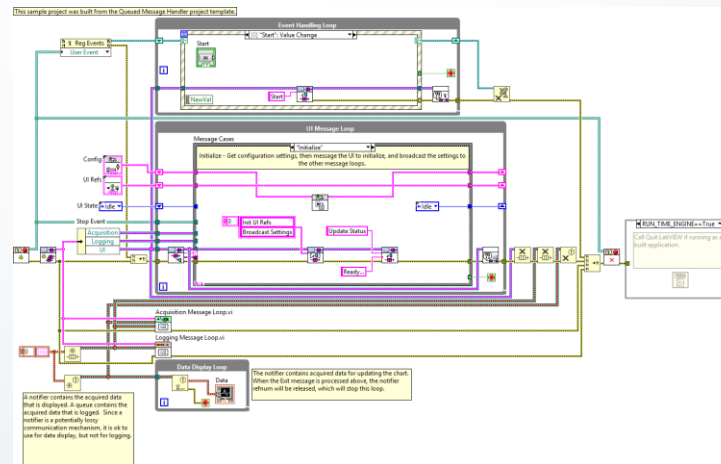 This sample project was built from the Queued Message Handler project template.
Event Handling Loop
Reg Events
User Event
"Start": Value Change
Start
Start
NewVal
UI Message Loop
Message Cases
"Initialize"
Initialize - Get configuration settings, then message the UI to initialize, and broadcast the settings to
the other message loops.
Config
UI Refs
UI State
Idle
Idle
Stop Event
Acquisition
Logging
UI
0
Init UI Refs
Broadcast Settings
Update Status
Ready...
RUN_TIME_ENGINE==True
Call Quit LabVIEW if running as a
built application.
Acquisition Message Loop.vi
Logging Message Loop.vi
Data Display Loop
Data
The notifier contains acquired data for updating the chart.
When the Exit message is processed above, the notifier
refnum will be released, which will stop this loop.
A notifier contains the acquired data
that is displayed. A queue contains the
acquired data that is logged. Since a
notifier is a potentially lossy
communication mechanism, it is ok to
use for data display, but not for logging.